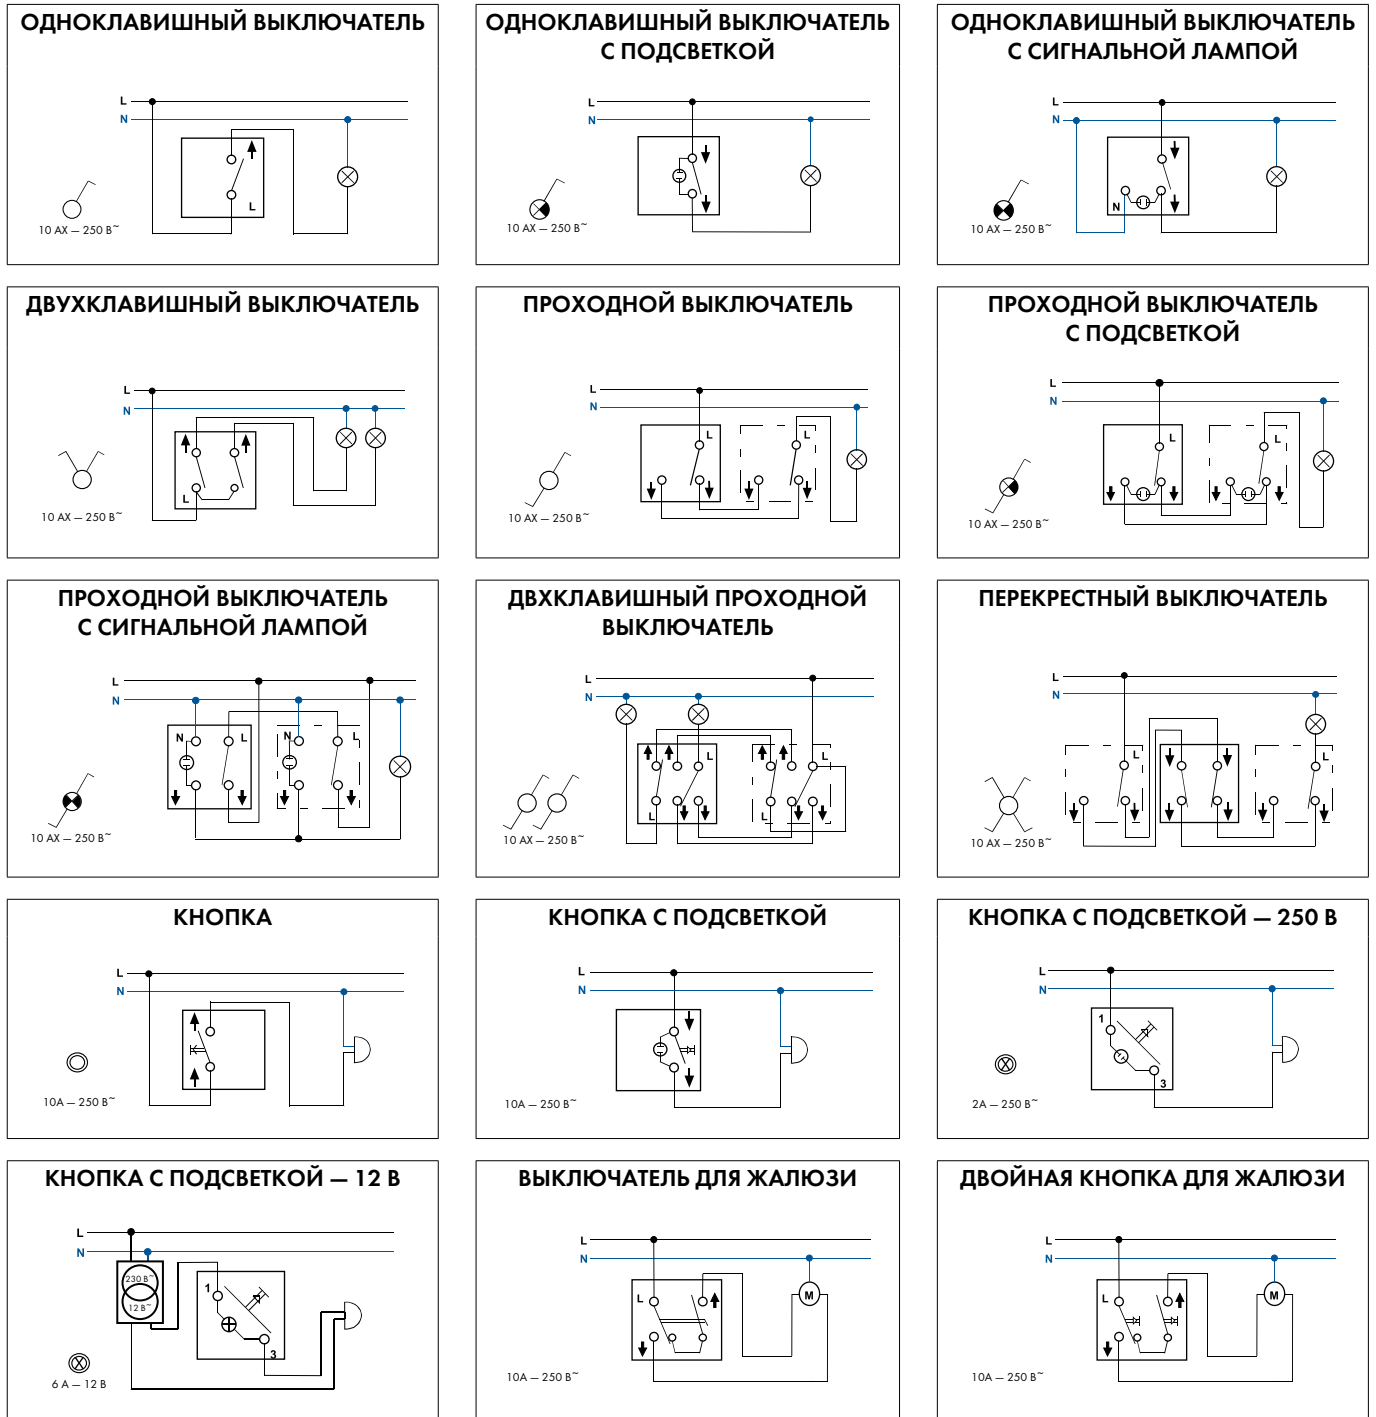 ОДНОКЛАВИШНЫЙ ВЫКЛЮЧАТЕЛЬ
L
N
L
10 AX — 250 В~
ОДНОКЛАВИШНЫЙ ВЫКЛЮЧАТЕЛЬ
С ПОДСВЕТКОЙ
L
N
10 AX — 250 В~
ОДНОКЛАВИШНЫЙ ВЫКЛЮЧАТЕЛЬ
С СИГНАЛЬНОЙ ЛАМПОЙ
L
N
N
10 AX — 250 В~
ДВУХКЛАВИШНЫЙ ВЫКЛЮЧАТЕЛЬ
L
N
L
10 AX — 250 В~
ПРОХОДНОЙ ВЫКЛЮЧАТЕЛЬ
L
N
L L
10 AX — 250 В~
ПРОХОДНОЙ ВЫКЛЮЧАТЕЛЬ
С ПОДСВЕТКОЙ
L
N
L L
10 AX — 250 В~
ПРОХОДНОЙ ВЫКЛЮЧАТЕЛЬ
С СИГНАЛЬНОЙ ЛАМПОЙ
L
N
N L N L
10 AX — 250 В~
ДВХКЛАВИШНЫЙ ПРОХОДНОЙ
ВЫКЛЮЧАТЕЛЬ
L
N
L L
L L
10 AX — 250 В~
ПЕРЕКРЕСТНЫЙ ВЫКЛЮЧАТЕЛЬ
L
N
L L
10 AX — 250 В~
КНОПКА
L
N
10A — 250 В~
КНОПКА С ПОДСВЕТКОЙ
L
N
10A — 250 В~
КНОПКА С ПОДСВЕТКОЙ — 250 В
L
N
1
3
2A — 250 В~
КНОПКА С ПОДСВЕТКОЙ — 12 В
L
N
230 В~
12 В~
1
3
6 A — 12 В
ВЫКЛЮЧАТЕЛЬ ДЛЯ ЖАЛЮЗИ
L
N
L M
10A — 250 В~
ДВОЙНАЯ КНОПКА ДЛЯ ЖАЛЮЗИ
L
N
L M
10A — 250 В~